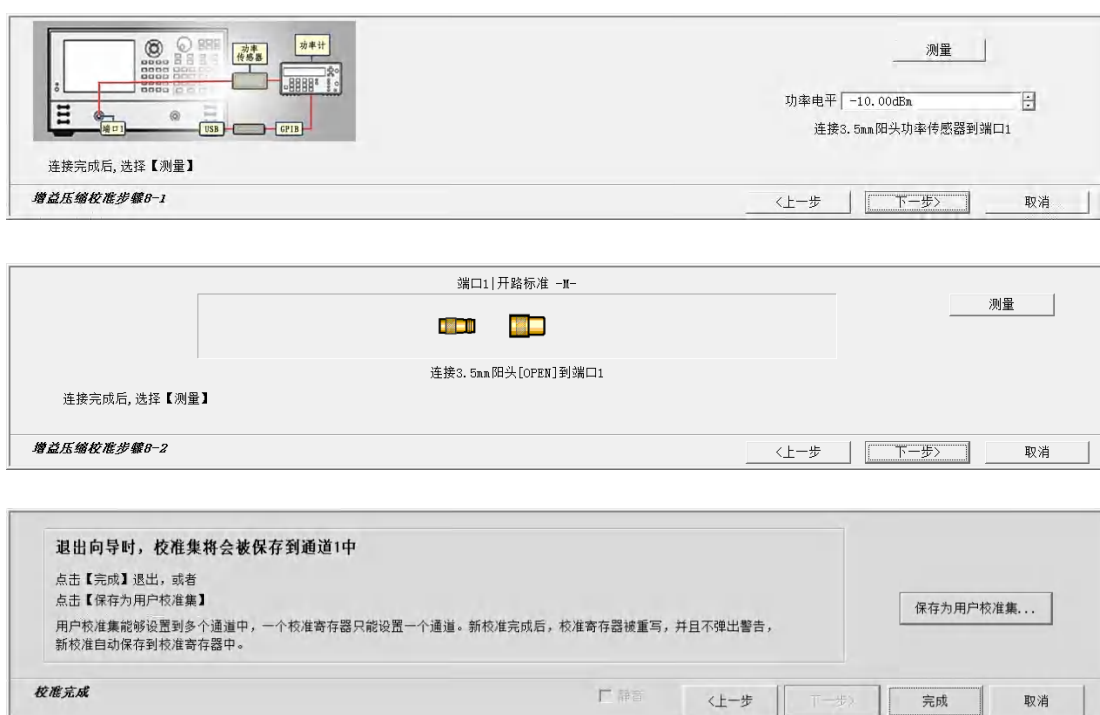 功率
传感器
功率计
端口1
USB
GPIB
测量
功率电平 -10.00dBm
连接3.5mm阳头功率传感器到端口1
连接完成后,选择【测量】
增益压缩校准步骤8-1
<上一步
下一步>
取消
端口1|开路标准 -M-
测量
连接3.5mm阳头[OPEN]到端口1
连接完成后,选择【测量】
增益压缩校准步骤8-2
<上一步
下一步>
取消
退出向导时，校准集将会被保存到通道1中
点击【完成】退出，或者
点击【保存为用户校准集】
用户校准集能够设置到多个通道中，一个校准寄存器只能设置一个通道。新校准完成后，校准寄存器被重写，并且不弹出警告，
新校准自动保存到校准寄存器中。
保存为用户校准集...
校准完成
静音
<上一步
下一步>
完成
取消